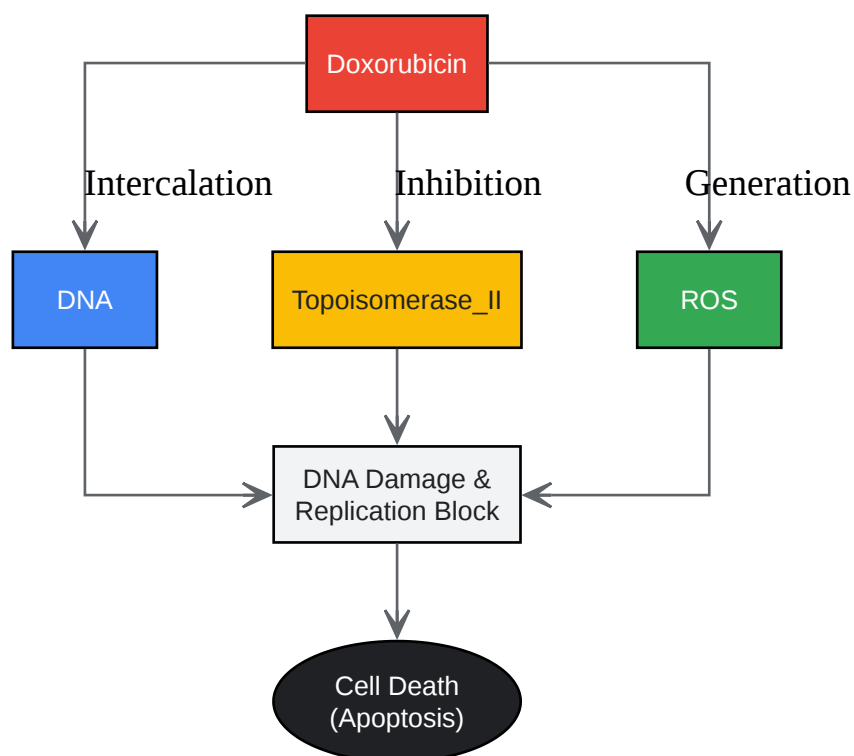 Doxorubicin
Intercalation
Inhibition
Generation
DNA
Topoisomerase_II
ROS
DNA Damage &
Replication Block
Cell Death
(Apoptosis)